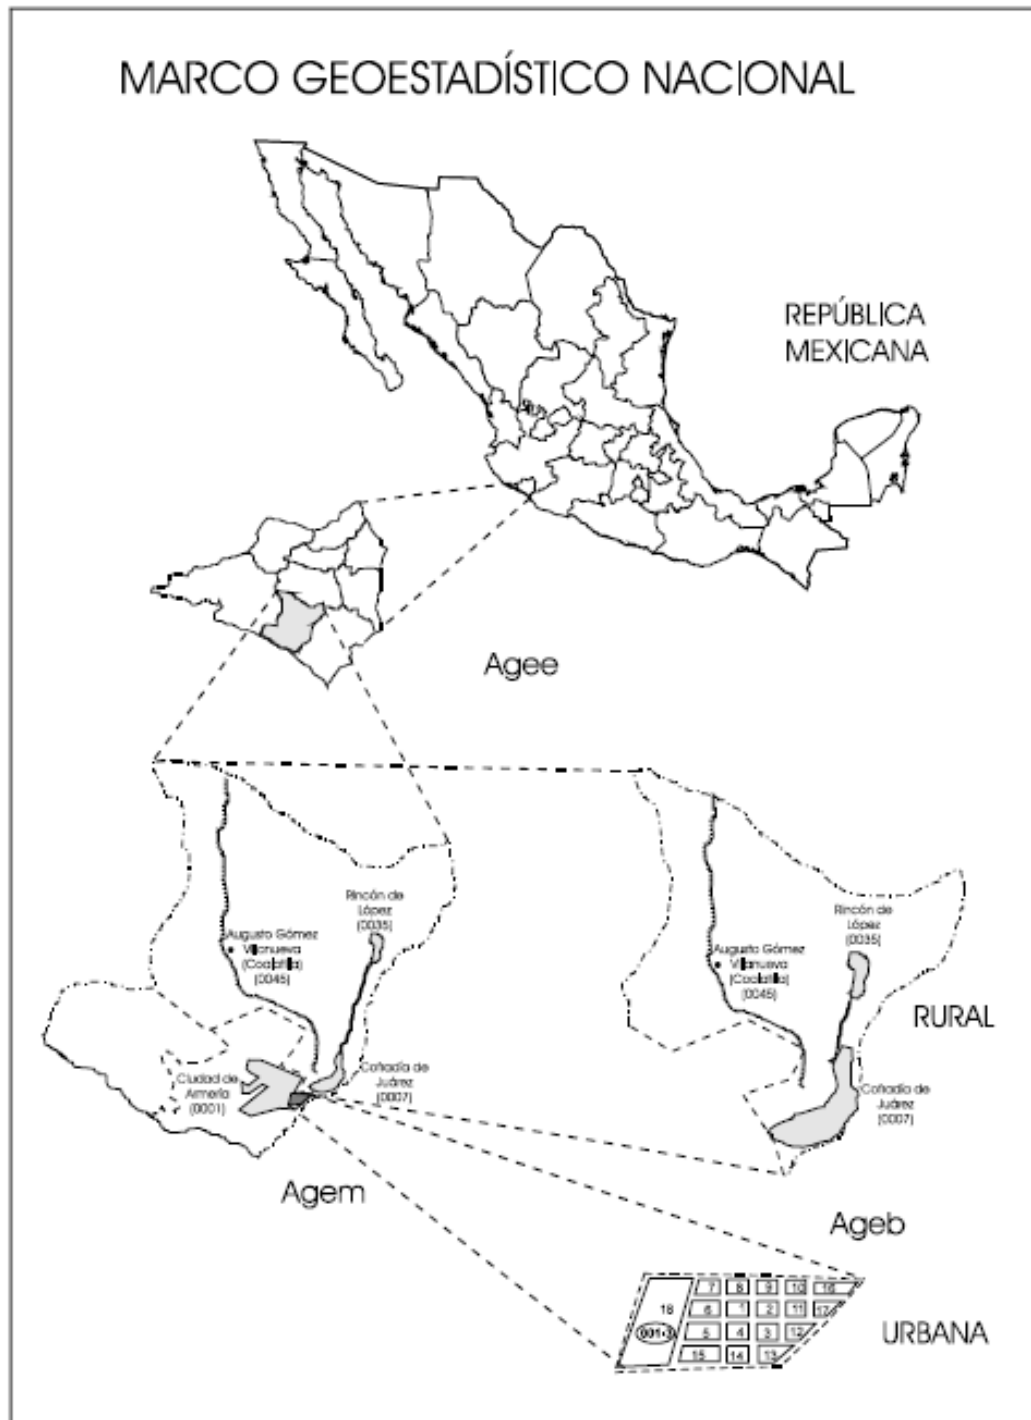 MARCO GEOESTADÍSTICO NACIONAL
REPÚBLICA
MEXICANA
Agee
Rincón de
López
(0035)
Augusto Gómez
Villanueva
(Coalatilla)
(0045)
Ciudad de
Armería
(0001)
Cofradía de
Juárez
(0007)
Agem
Rincón de
López
(0035)
Augusto Gómez
Villanueva
(Coalatilla)
(0045)
RURAL
Cofradía de
Juárez
(0007)
Ageb
7 8 9 10 16
18 6 1 2 11 17
001-3 5 4 3 12
15 14 13
URBANA